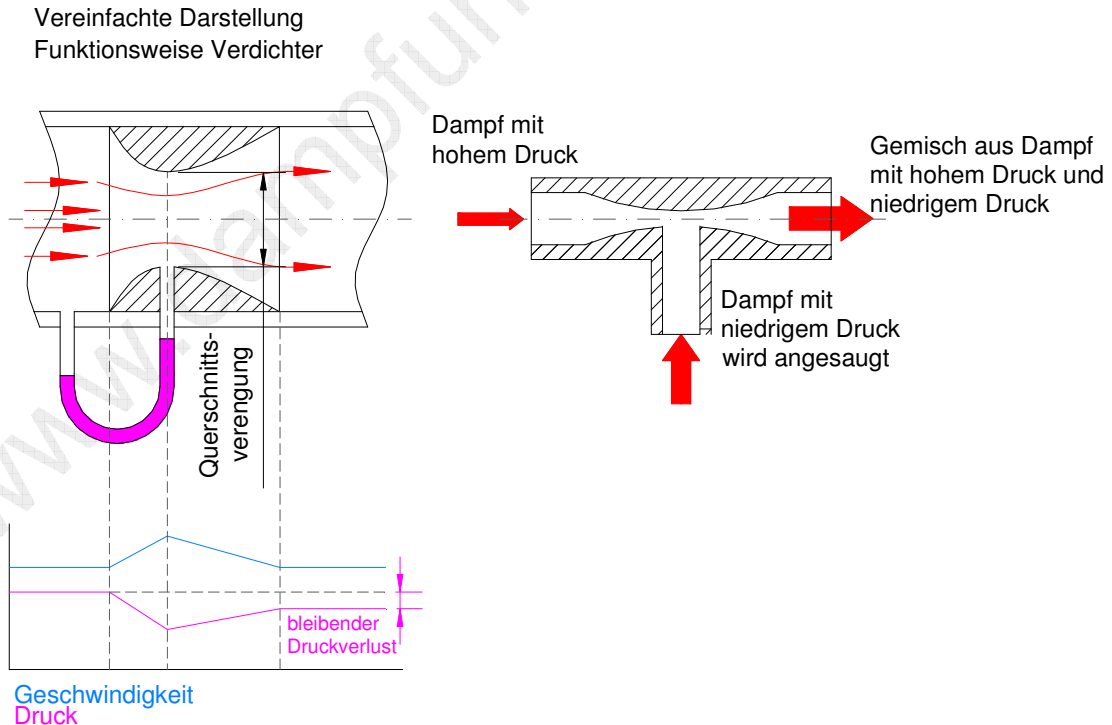 Vereinfachte Darstellung
Funktionsweise Verdichter
Dampf mit
hohem Druck
Gemisch aus Dampf
mit hohem Druck und
niedrigem Druck
Dampf mit
niedrigem Druck
wird angesaugt
Querschnitts-
verengung
bleibender
Druckverlust
Geschwindigkeit
Druck